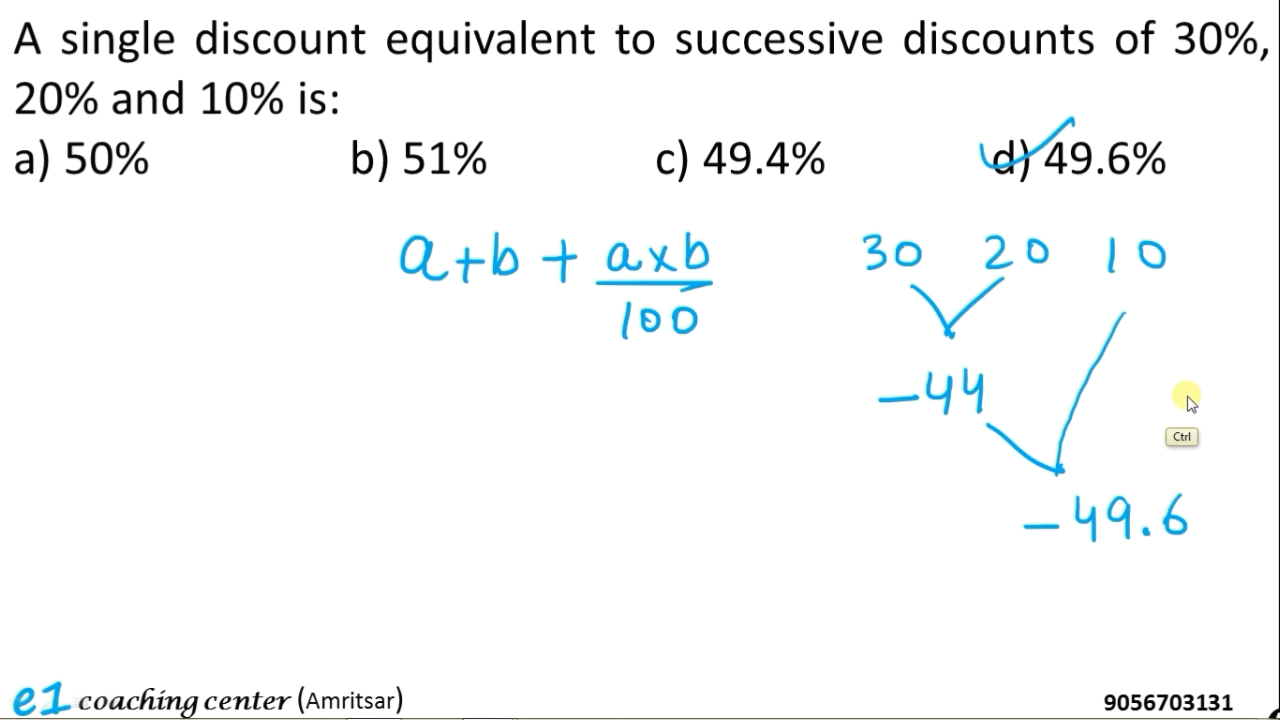 A single discount equivalent to successive discounts of 30%,
20% and 10% is:
a) 50% b) 51% c) 49.4% d) 49.6%
a+b + a×b
100
30 20 10
-44
Ctrl
-49.6
e1 coaching center (Amritsar) 9056703131